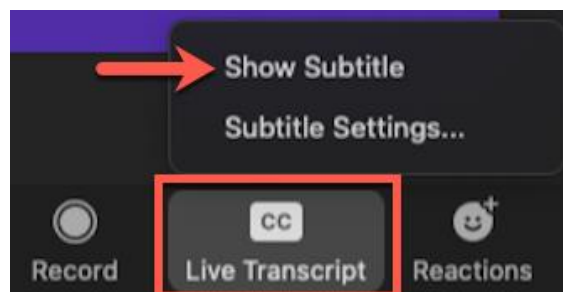 Show Subtitle
Subtitle Settings...
CC
Record Live Transcript Reactions